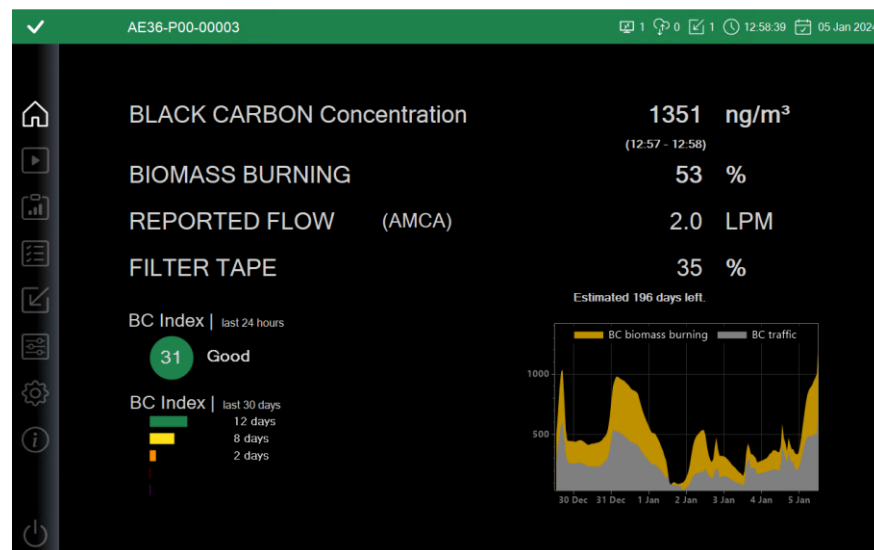 AE36-P00-00003 1 0 1 12:58:39 05 Jan 2024
BLACK CARBON Concentration 1351 ng/m³
(12:57 - 12:58)
BIOMASS BURNING 53 %
REPORTED FLOW (AMCA) 2.0 LPM
FILTER TAPE 35 %
Estimated 196 days left.
BC Index | last 24 hours
31 Good
BC Index | last 30 days
12 days
8 days
2 days
BC biomass burning BC traffic
1000
500
30 Dec 31 Dec 1 Jan 2 Jan 3 Jan 4 Jan 5 Jan